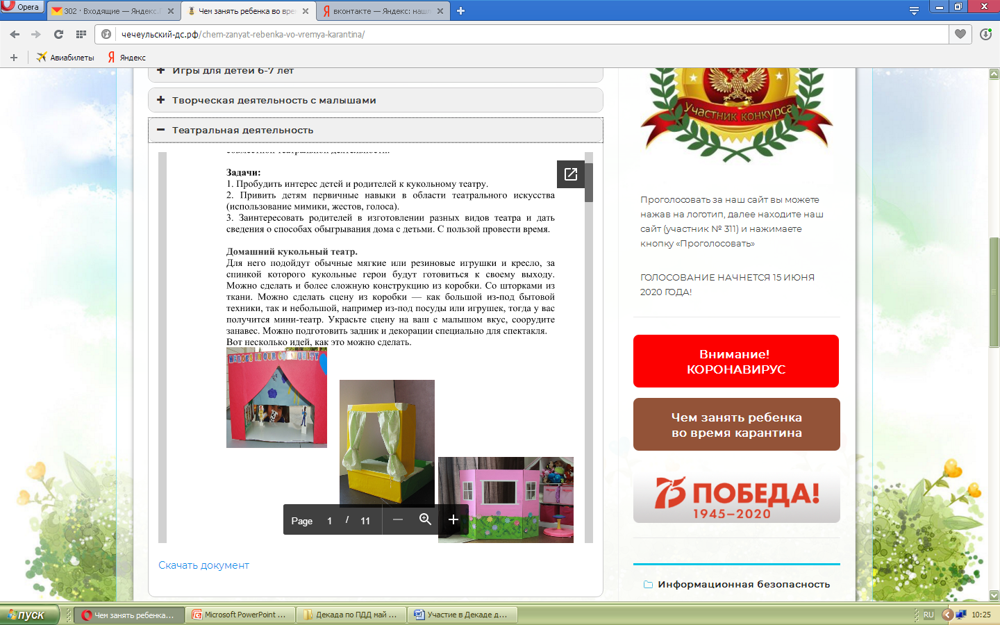 Opera
302 · Входящие — Яндекс.
Чем занять ребенка во вре
вконтакте — Яндекс: наш
чечеульский-дс.рф/chem-zanyat-rebenka-vo-vremya-karantina/
Авиабилеты
Яндекс
Игры для детей 6-7 лет
Творческая деятельность с малышами
Театральная деятельность
совместной театральной деятельности.
Задачи:
1. Пробудить интерес детей и родителей к кукольному театру.
2. Привить детям первичные навыки в области театрального искусства
(использование мимики, жестов, голоса).
3. Заинтересовать родителей в изготовлении разных видов театра и дать
сведения о способах обыгрывания дома с детьми. С пользой провести время.
Домашний кукольный театр.
Для него подойдут обычные мягкие или резиновые игрушки и кресло, за
спинкой которого кукольные герои будут готовиться к своему выходу.
Можно сделать и более сложную конструкцию из коробки. Со шторками из
ткани. Можно сделать сцену из коробки — как большой из-под бытовой
техники, так и небольшой, например из-под посуды или игрушек, тогда у вас
получится мини-театр. Украсьте сцену на ваш с малышом вкус, соорудите
занавес. Можно подготовить задник и декорации специально для спектакля.
Вот несколько идей, как это можно сделать.
HELPERS IN OUR COMMUNITY
Page 1 / 11
Скачать документ
Участник конкурса
Проголосовать за наш сайт вы можете
нажав на логотип, далее находите наш
сайт (участник № 311) и нажимаете
кнопку «Проголосовать»
ГОЛОСОВАНИЕ НАЧНЕТСЯ 15 ИЮНЯ
2020 ГОДА!
Внимание!
КОРОНАВИРУС
Чем занять ребенка
во время карантина
75 ПОБЕДА!
1945–2020
Информационная безопасность
пуск
Чем занять ребенка...
Microsoft PowerPoint ...
Декада по ПДД май ...
Участие в Декаде д...
RU
10:25